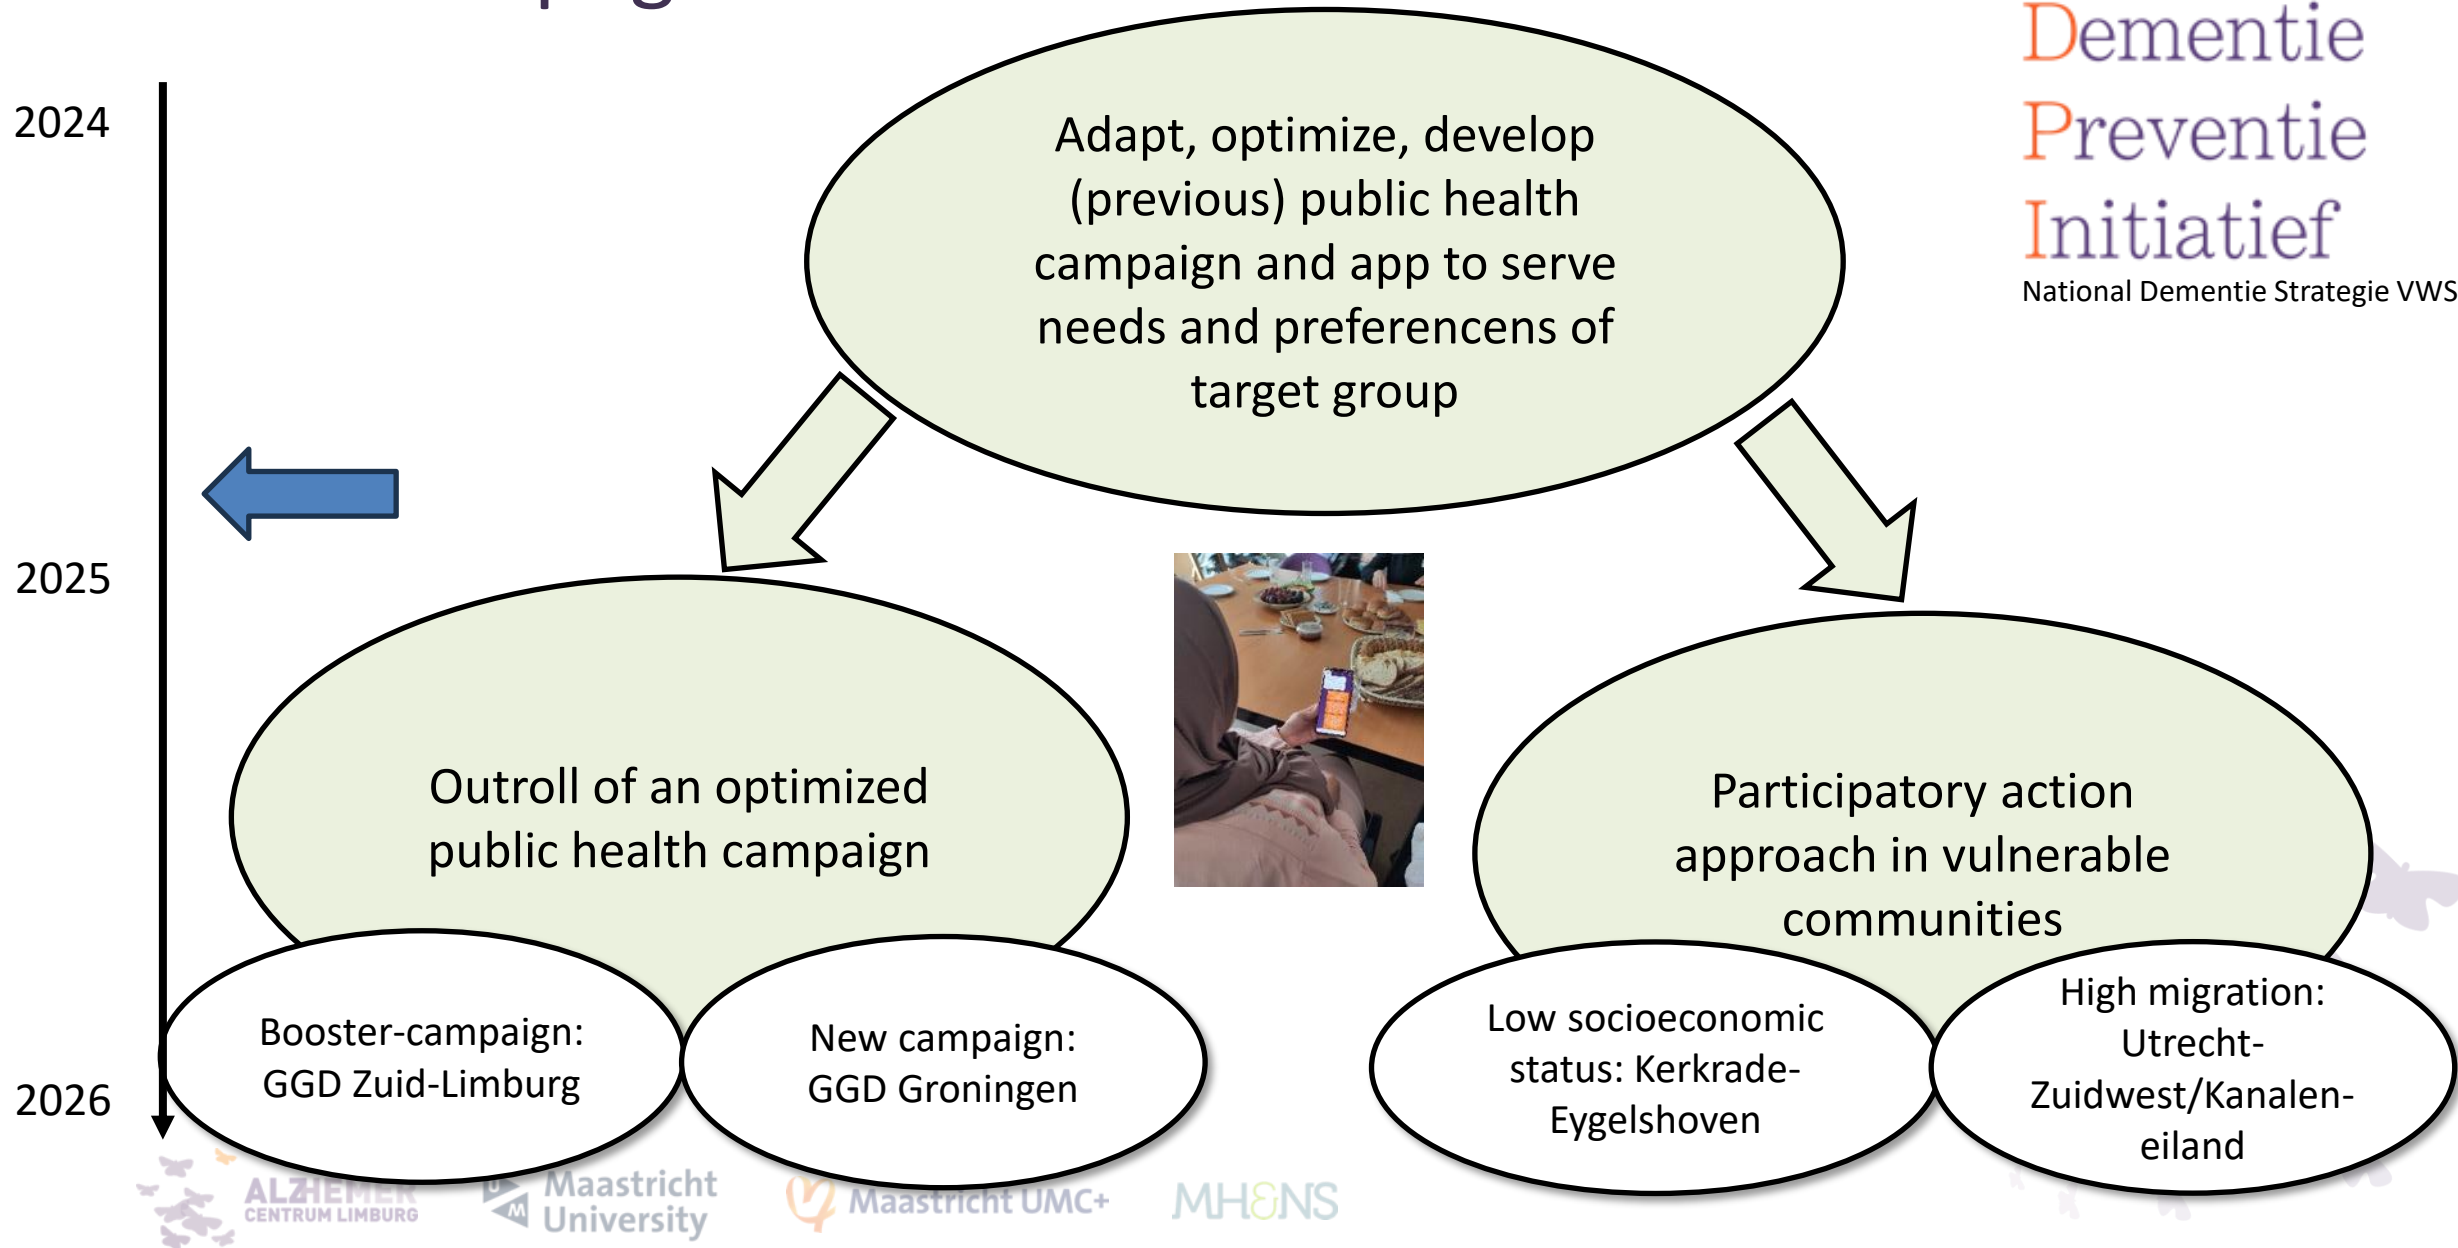 2024
2025
2026
Adapt, optimize, develop
(previous) public health
campaign and app to serve
needs and preferencens of
target group
Dementie
Preventie
Initiatief
National Dementie Strategie VWS
Outroll of an optimized
public health campaign
Participatory action
approach in vulnerable
communities
Booster-campaign:
GGD Zuid-Limburg
New campaign:
GGD Groningen
Low socioeconomic
status: Kerkrade-
Eygelshoven
High migration:
Utrecht-
Zuidwest/Kanalen-
eiland
CENTRUM LIMBURG
Maastricht
University
Maastricht UMC+
MH&NS